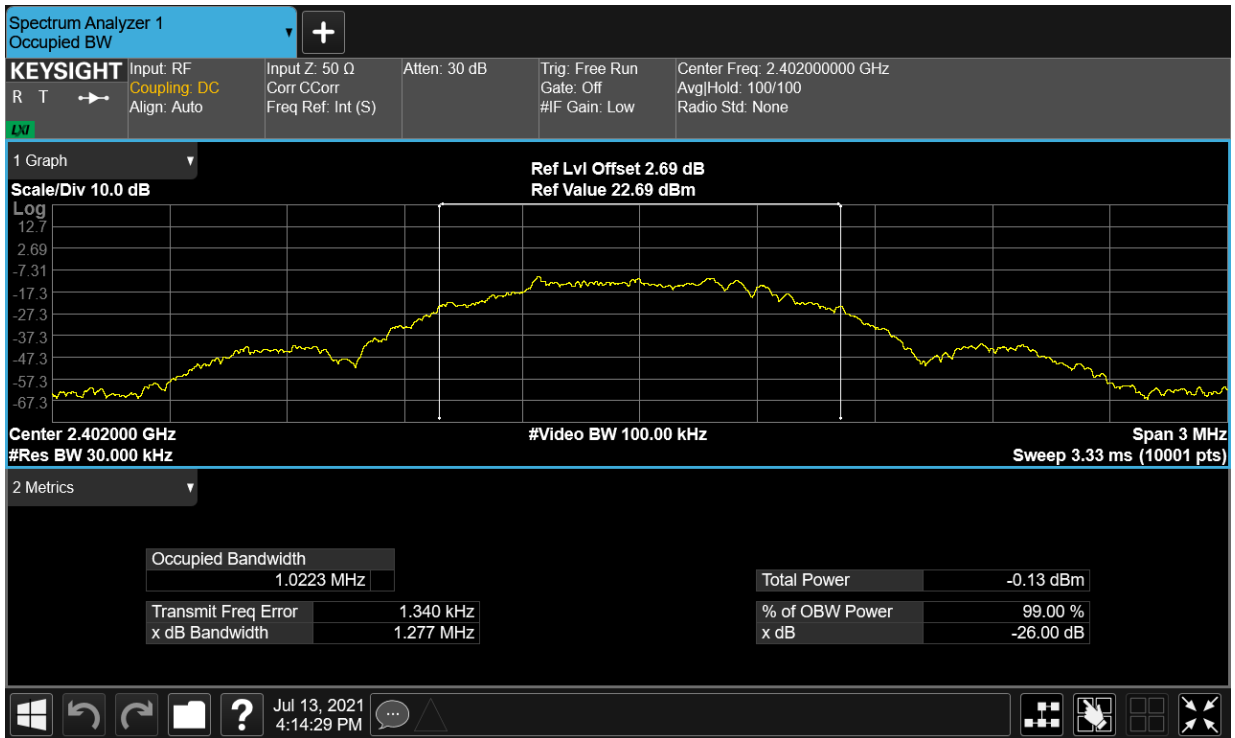 Spectrum Analyzer 1
Occupied BW
▼
+
KEYSIGHT
R T
LXI
Input: RF
Coupling: DC
Align: Auto
Input Z: 50 Ω
Corr CCorr
Freq Ref: Int (S)
Atten: 30 dB
Trig: Free Run
Gate: Off
#IF Gain: Low
Center Freq: 2.402000000 GHz
Avg|Hold: 100/100
Radio Std: None
1 Graph ▼
Ref Lvl Offset 2.69 dB
Scale/Div 10.0 dB
Ref Value 22.69 dBm
Log
12.7
2.69
-7.31
-17.3
-27.3
-37.3
-47.3
-57.3
-67.3
Center 2.402000 GHz
#Video BW 100.00 kHz
Span 3 MHz
#Res BW 30.000 kHz
Sweep 3.33 ms (10001 pts)
2 Metrics ▼
Occupied Bandwidth
1.0223 MHz
Total Power -0.13 dBm
Transmit Freq Error 1.340 kHz
% of OBW Power 99.00 %
x dB Bandwidth 1.277 MHz
x dB -26.00 dB
?
Jul 13, 2021
4:14:29 PM